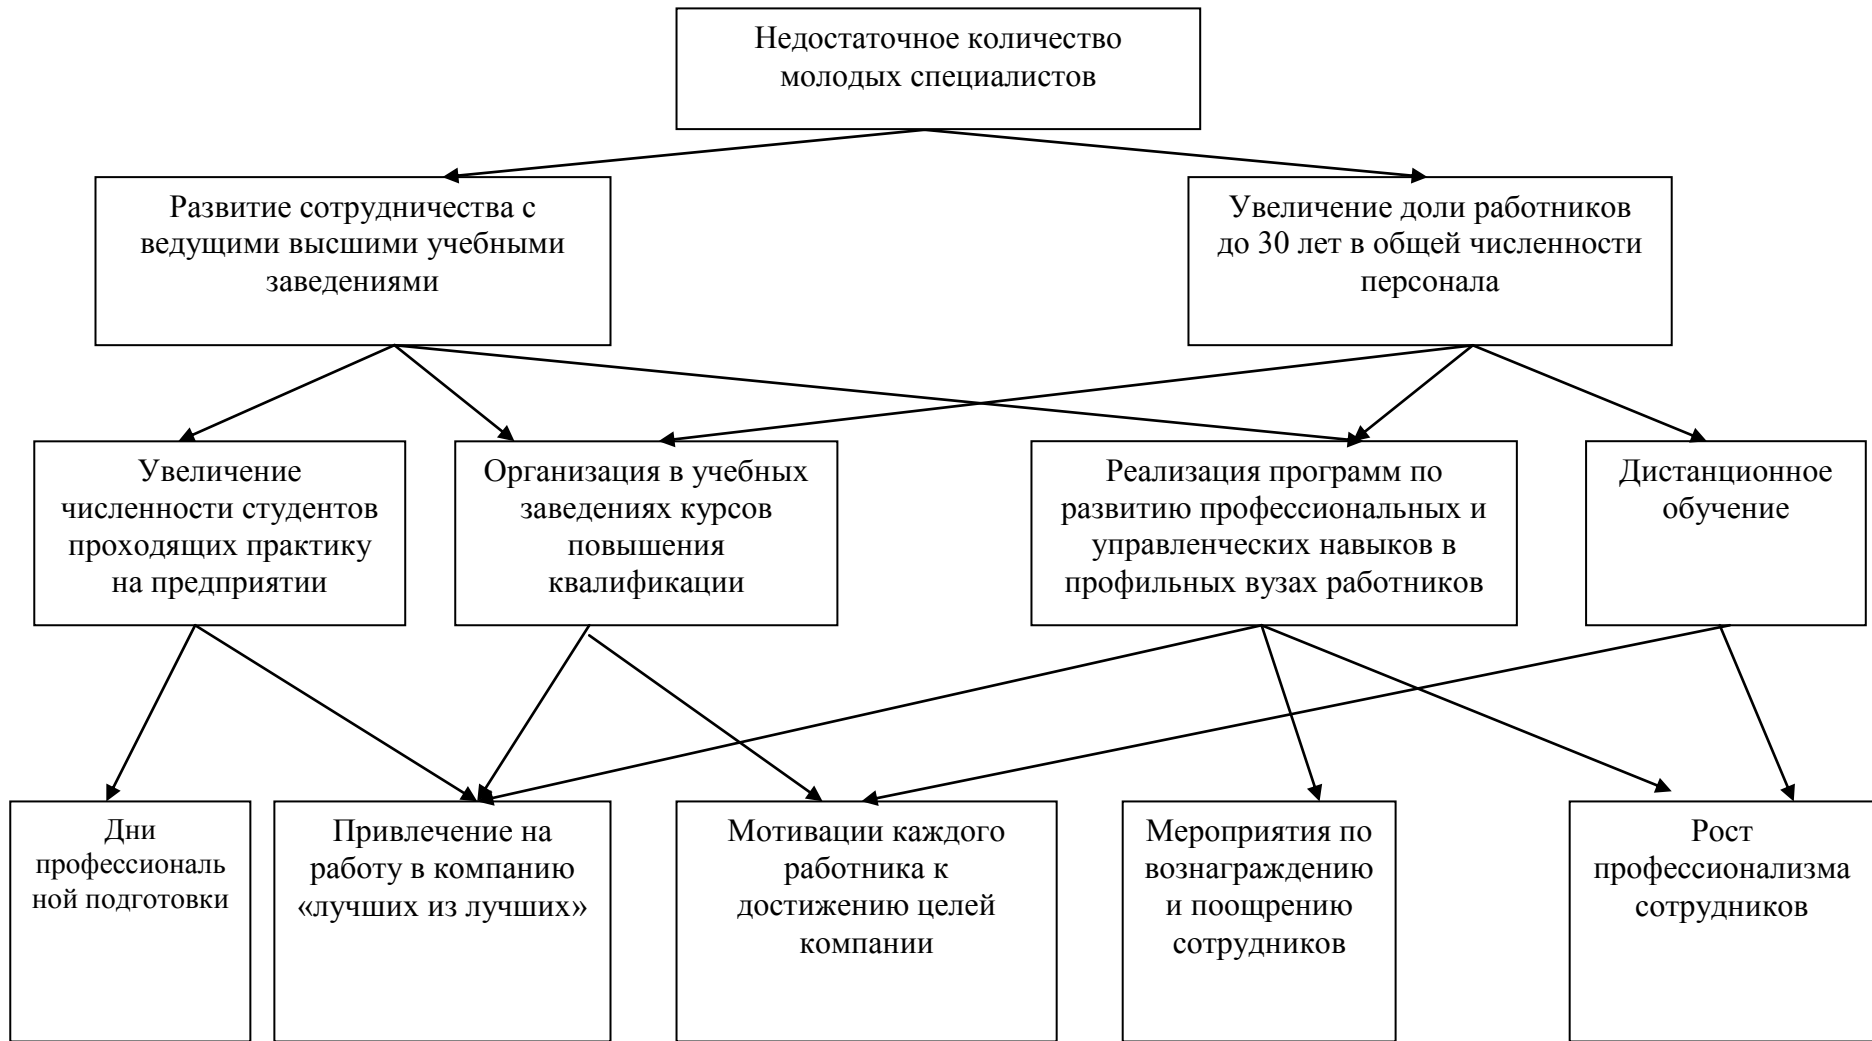 Недостаточное количество
молодых специалистов
Развитие сотрудничества с
ведущими высшими учебными
заведениями
Увеличение доли работников
до 30 лет в общей численности
персонала
Увеличение
численности студентов
проходящих практику
на предприятии
Организация в учебных
заведениях курсов
повышения
квалификации
Реализация программ по
развитию профессиональных и
управленческих навыков в
профильных вузах работников
Дистанционное
обучение
Дни
профессиональ
ной подготовки
Привлечение на
работу в компанию
«лучших из лучших»
Мотивации каждого
работника к
достижению целей
компании
Мероприятия по
вознаграждению
и поощрению
сотрудников
Рост
профессионализма
сотрудников